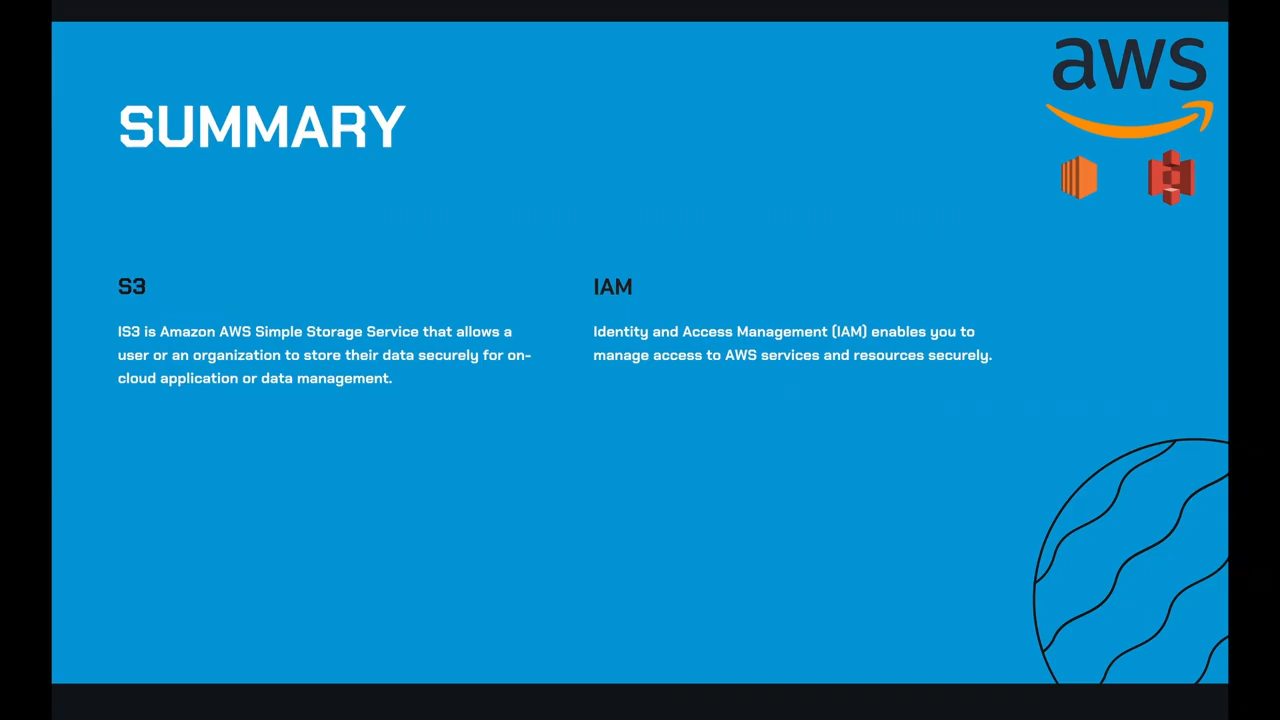 aws
SUMMARY
S3
IS3 is Amazon AWS Simple Storage Service that allows a
user or an organization to store their data securely for on-
cloud application or data management.
IAM
Identity and Access Management (IAM) enables you to
manage access to AWS services and resources securely.